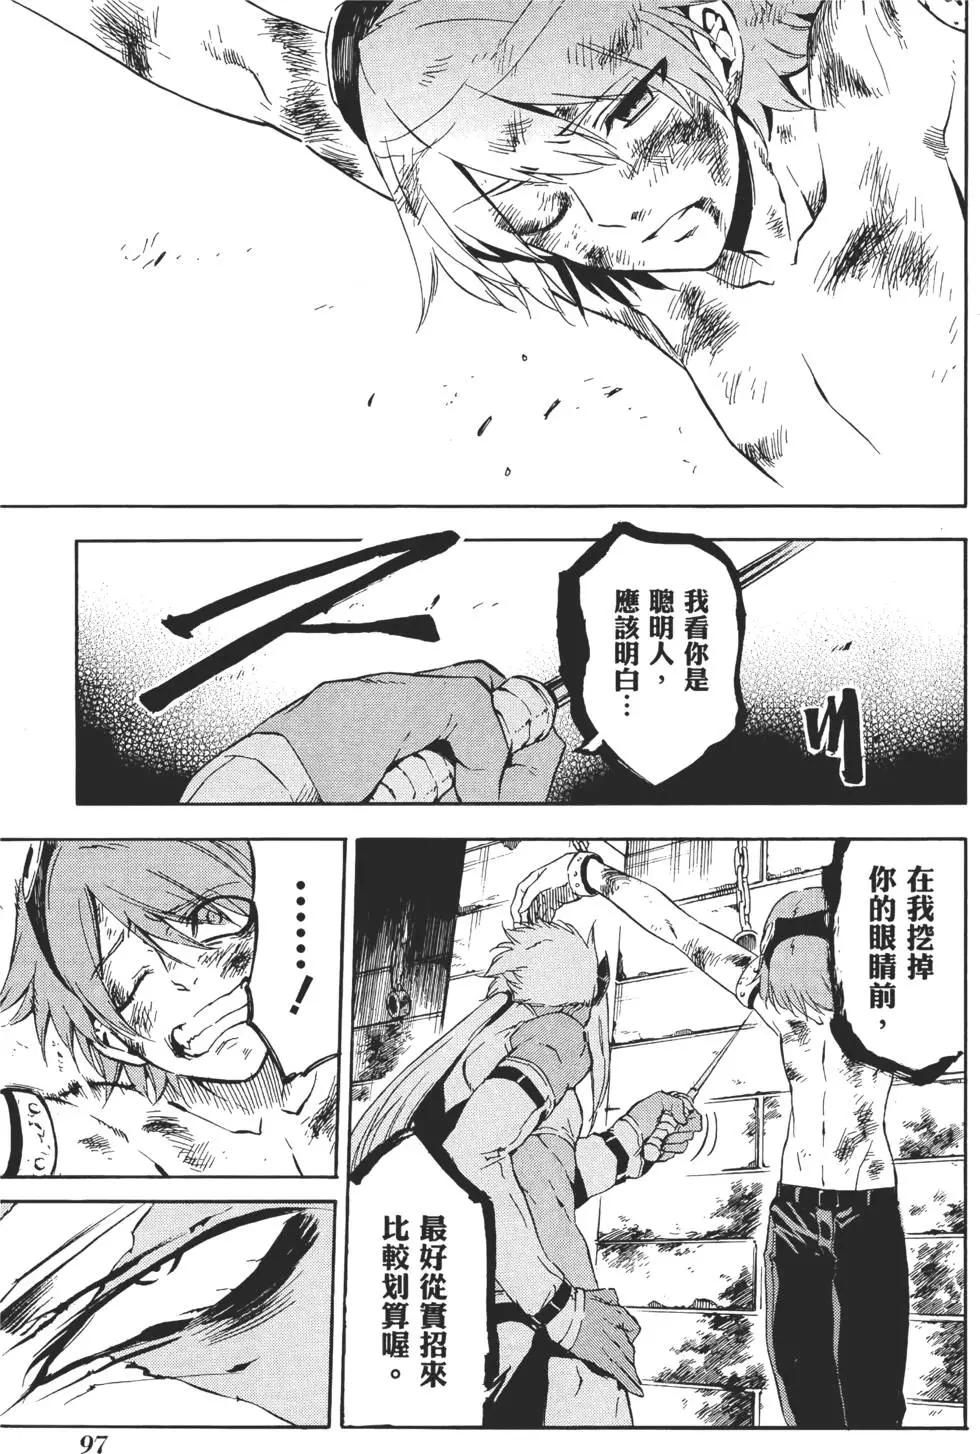 我看你是
聰明人，
應該明白…
在我挖掉
你的眼睛前，
最好從實招來
比較划算喔。
………！
97